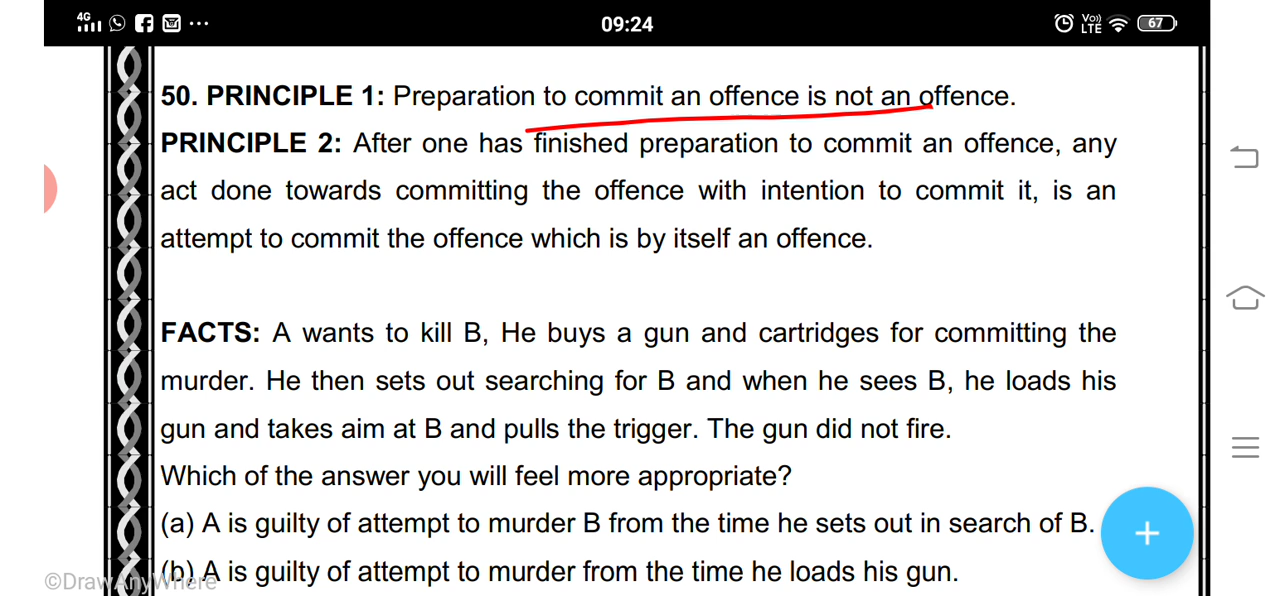 4G
09:24
Vo))
LTE
67
50. PRINCIPLE 1: Preparation to commit an offence is not an offence.
PRINCIPLE 2: After one has finished preparation to commit an offence, any
act done towards committing the offence with intention to commit it, is an
attempt to commit the offence which is by itself an offence.
FACTS: A wants to kill B, He buys a gun and cartridges for committing the
murder. He then sets out searching for B and when he sees B, he loads his
gun and takes aim at B and pulls the trigger. The gun did not fire.
Which of the answer you will feel more appropriate?
(a) A is guilty of attempt to murder B from the time he sets out in search of B.
(b) A is guilty of attempt to murder from the time he loads his gun.
©DrawAnyWhere